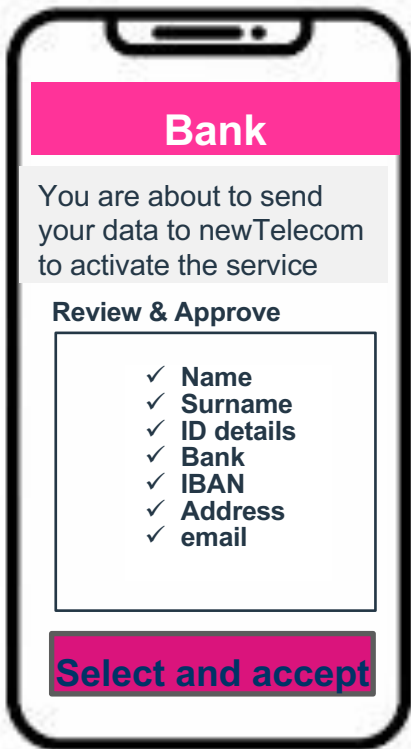 Bank
You are about to send
your data to newTelecom
to activate the service
Review & Approve
✓ Name
✓ Surname
✓ ID details
✓ Bank
✓ IBAN
✓ Address
✓ email
Select and accept